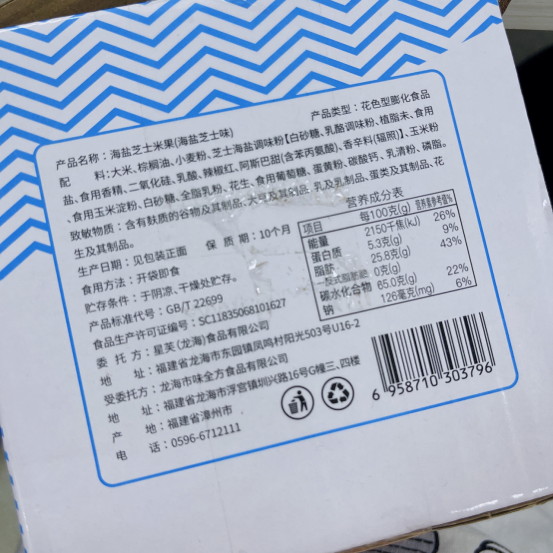 产品名称：海盐芝士米果(海盐芝士味)
产品类型：花色型膨化食品
配 料：大米、棕榈油、小麦粉、芝士海盐调味粉【白砂糖、乳酪调味粉、植脂末、食用
盐、食用香精、二氧化硅、乳酸、辣椒红、阿斯巴甜(含苯丙氨酸)、香辛料(辐照)】、玉米粉
、食用玉米淀粉、白砂糖、全脂乳粉、花生、食用葡萄糖、蛋黄粉、碳酸钙、乳清粉、磷脂。
致敏物质：含有麸质的谷物及其制品、大豆及其制品、乳及乳制品、蛋类及其制品、花
生及其制品。
生产日期：见包装正面 保 质 期：10个月
食用方法：开袋即食
贮存条件：于阴凉、干燥处贮存。
产品标准代号：GB/T 22699
食品生产许可证编号：SC11835068101627
委 托 方：星芙(龙海)食品有限公司
地 址：福建省龙海市东园镇凤鸣村阳光503号U16-2
受委托方：龙海市味全方食品有限公司
地 址：福建省龙海市浮宫镇圳兴路16号G幢三、四楼
产 地：福建省漳州市
电 话：0596-6712111
营养成分表
项目 每100克(g) 营养素参考值%
能量 2150千焦(kJ) 26%
蛋白质 5.3克(g) 9%
脂肪 25.8克(g) 43%
一反式脂肪酸 0克(g)
碳水化合物 65.0克(g) 22%
钠 126毫克(mg) 6%
6 958710 303796